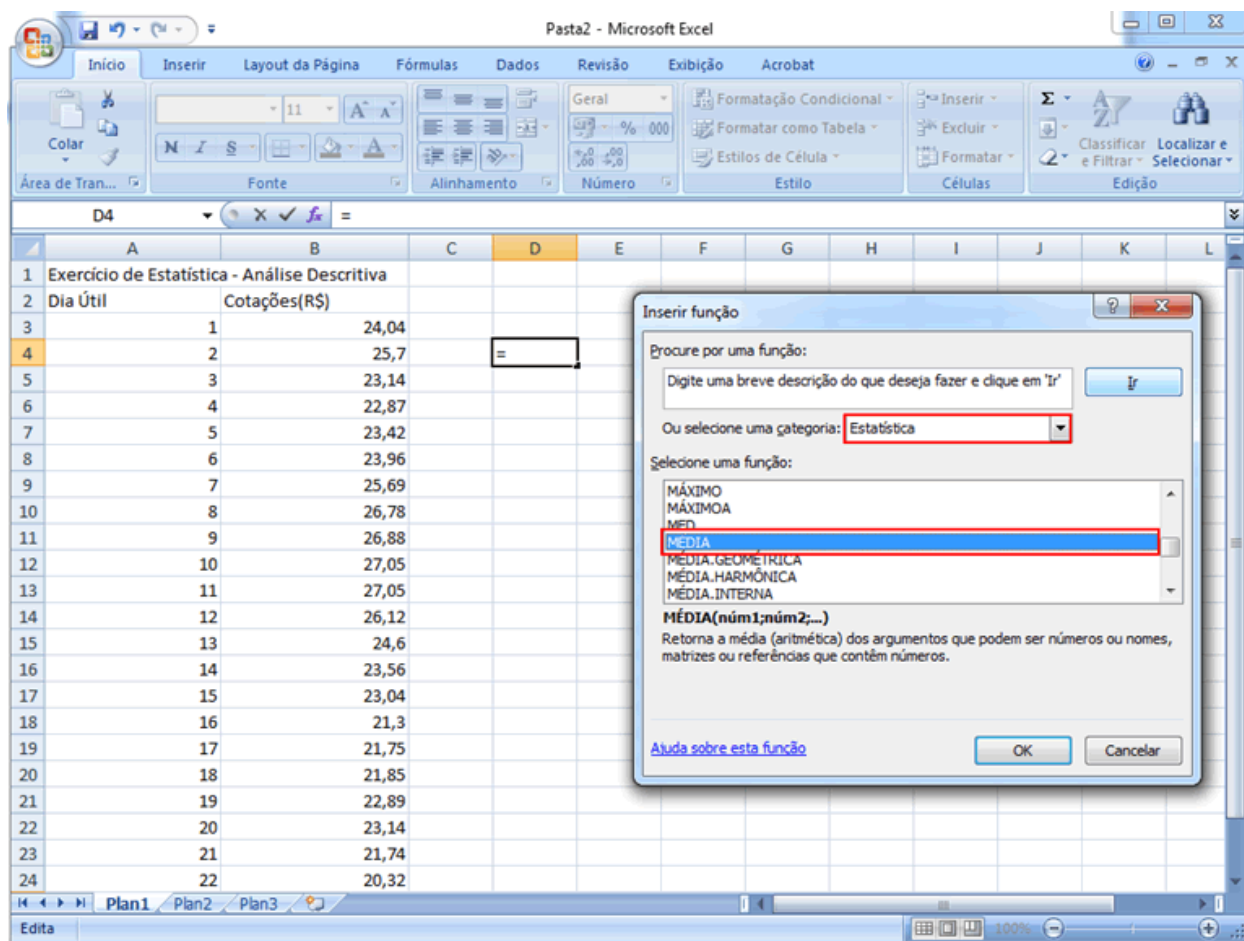 Pasta2 - Microsoft Excel
Início Inserir Layout da Página Fórmulas Dados Revisão Exibição Acrobat
Colar
11 A A
N I S A
Geral
% 000
,00 ,0
Formatação Condicional
Formatar como Tabela
Estilos de Célula
Inserir
Excluir
Formatar
Σ
Classificar e Filtrar
Localizar e Selecionar
Área de Tran... Fonte Alinhamento Número Estilo Células Edição
D4 fx =
A B C D E F G H I J K L
1 Exercício de Estatística - Análise Descritiva
2 Dia Útil Cotações(R$)
3 1 24,04
4 2 25,7 =
5 3 23,14
6 4 22,87
7 5 23,42
8 6 23,96
9 7 25,69
10 8 26,78
11 9 26,88
12 10 27,05
13 11 27,05
14 12 26,12
15 13 24,6
16 14 23,56
17 15 23,04
18 16 21,3
19 17 21,75
20 18 21,85
21 19 22,89
22 20 23,14
23 21 21,74
24 22 20,32
Inserir função
Procure por uma função:
Digite uma breve descrição do que deseja fazer e clique em 'Ir'
Ir
Ou selecione uma categoria: Estatística
Selecione uma função:
MÁXIMO
MÁXIMOA
MED
MÉDIA
MÉDIA.GEOMÉTRICA
MÉDIA.HARMÔNICA
MÉDIA.INTERNA
MÉDIA(núm1;núm2;...)
Retorna a média (aritmética) dos argumentos que podem ser números ou nomes,
matrizes ou referências que contêm números.
Ajuda sobre esta função OK Cancelar
Plan1 Plan2 Plan3
Edita 100%